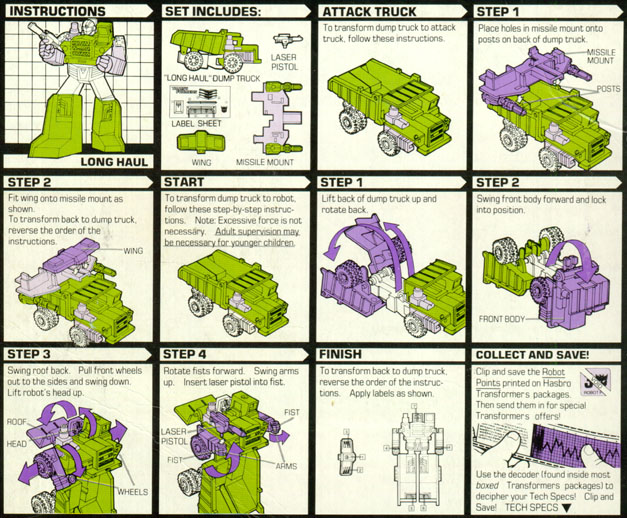 INSTRUCTIONS
LONG HAUL
SET INCLUDES:
LASER
PISTOL
"LONG HAUL" DUMP TRUCK
LABEL SHEET
WING
MISSILE MOUNT
ATTACK TRUCK
To transform dump truck to attack
truck, follow these instructions.
STEP 1
Place holes in missile mount onto
posts on back of dump truck.
MISSILE
MOUNT
POSTS
STEP 2
Fit wing onto missile mount as
shown.
To transform back to dump truck,
reverse the order of the
instructions.
WING
START
To transform dump truck to robot,
follow these step-by-step instruc-
tions. Note: Excessive force is not
necessary. Adult supervision may
be necessary for younger children.
STEP 1
Lift back of dump truck up and
rotate back.
STEP 2
Swing front body forward and lock
into position.
FRONT BODY
STEP 3
Swing roof back. Pull front wheels
out to the sides and swing down.
Lift robot's head up.
ROOF
HEAD
WHEELS
STEP 4
Rotate fists forward. Swing arms
up. Insert laser pistol into fist.
LASER
PISTOL
FIST
FIST
ARMS
FINISH
To transform back to dump truck,
reverse the order of the instruc-
tions. Apply labels as shown.
COLLECT AND SAVE!
Clip and save the Robot
Points printed on Hasbro
Transformers packages.
Then send them in for special
Transformers offers!
Use the decoder (found inside most
boxed Transformers packages) to
decipher your Tech Specs! Clip and
Save! TECH SPECS ▼